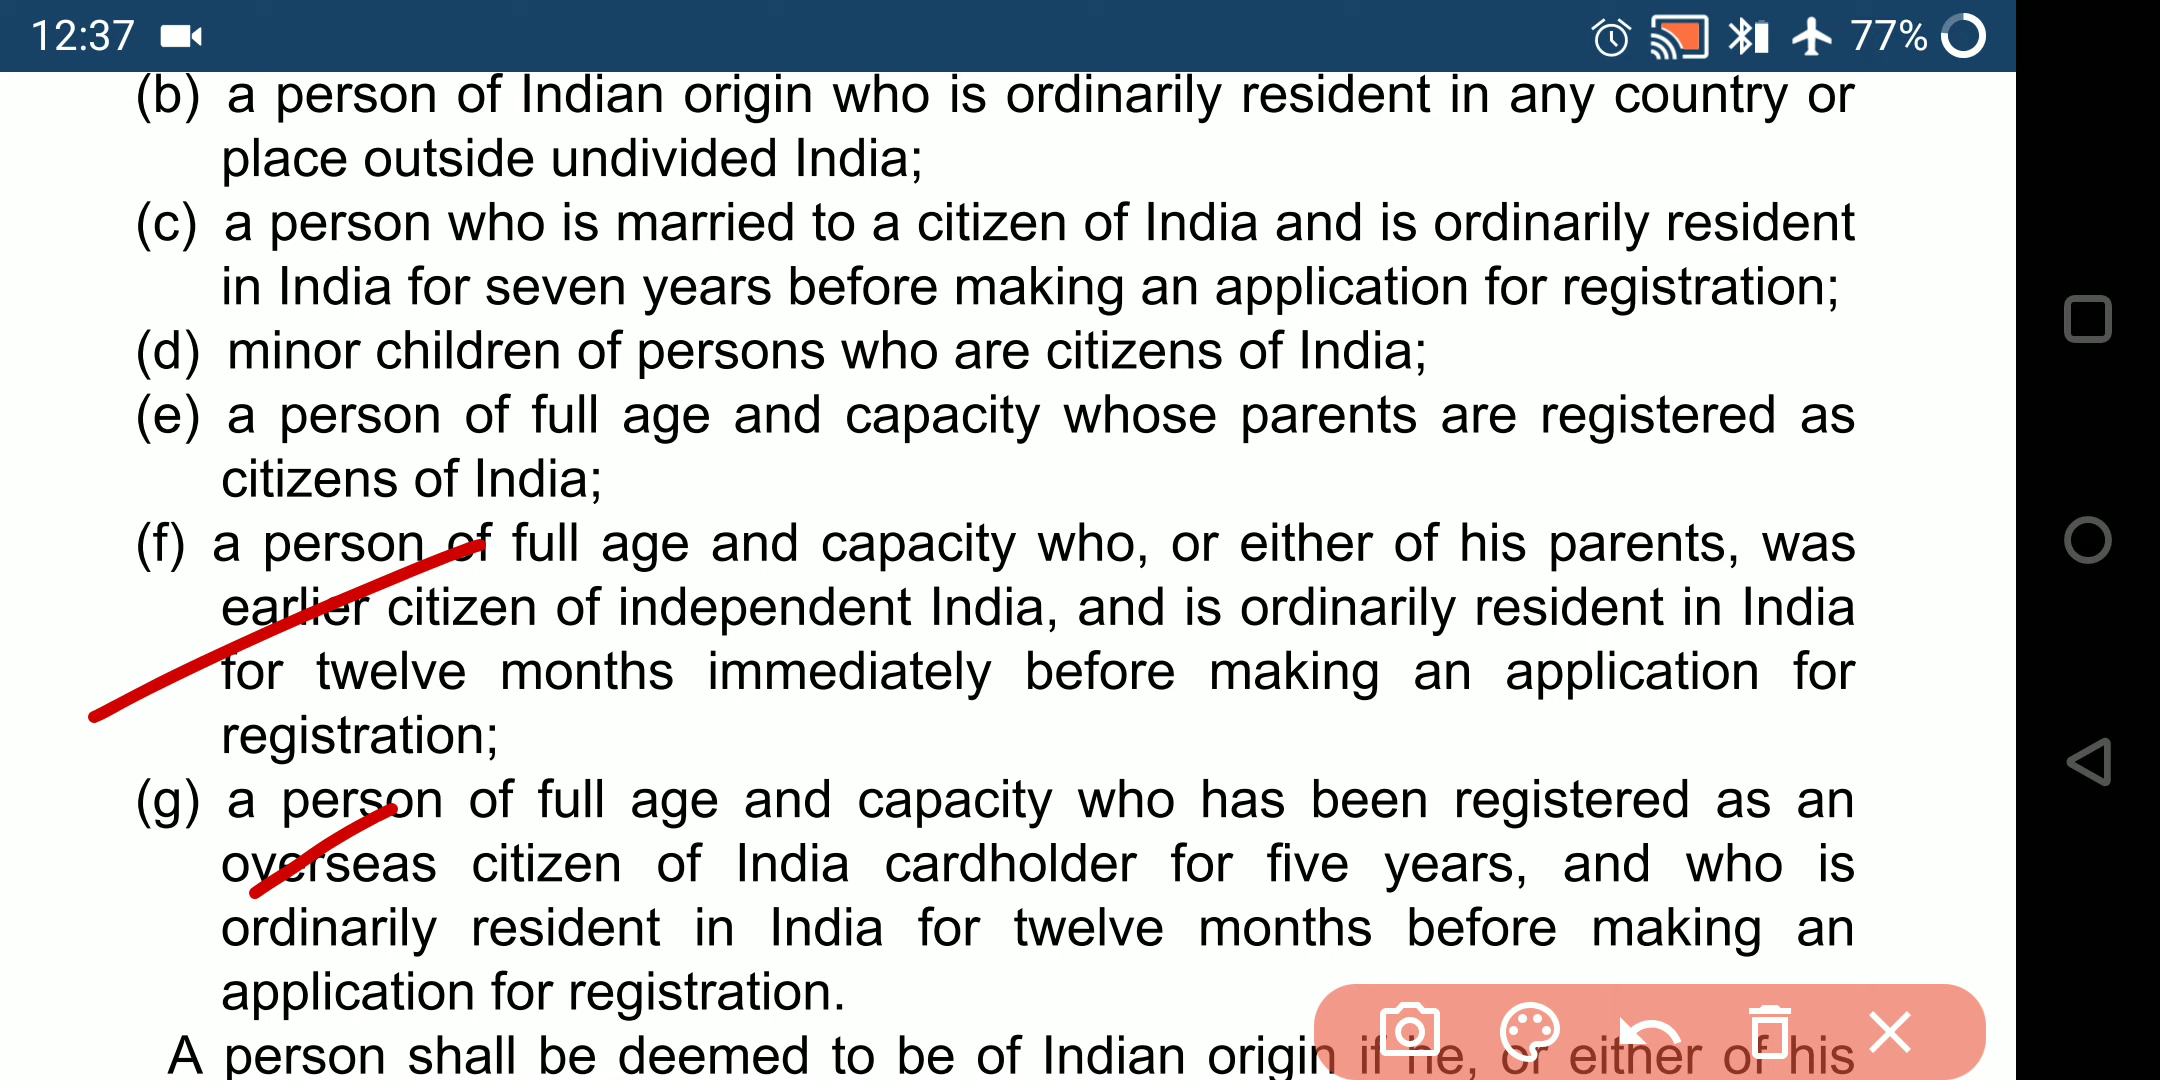 12:37 77%
(b) a person of Indian origin who is ordinarily resident in any country or
place outside undivided India;
(c) a person who is married to a citizen of India and is ordinarily resident
in India for seven years before making an application for registration;
(d) minor children of persons who are citizens of India;
(e) a person of full age and capacity whose parents are registered as
citizens of India;
(f) a person of full age and capacity who, or either of his parents, was
earlier citizen of independent India, and is ordinarily resident in India
for twelve months immediately before making an application for
registration;
(g) a person of full age and capacity who has been registered as an
overseas citizen of India cardholder for five years, and who is
ordinarily resident in India for twelve months before making an
application for registration.
A person shall be deemed to be of Indian origin if he, or either of his